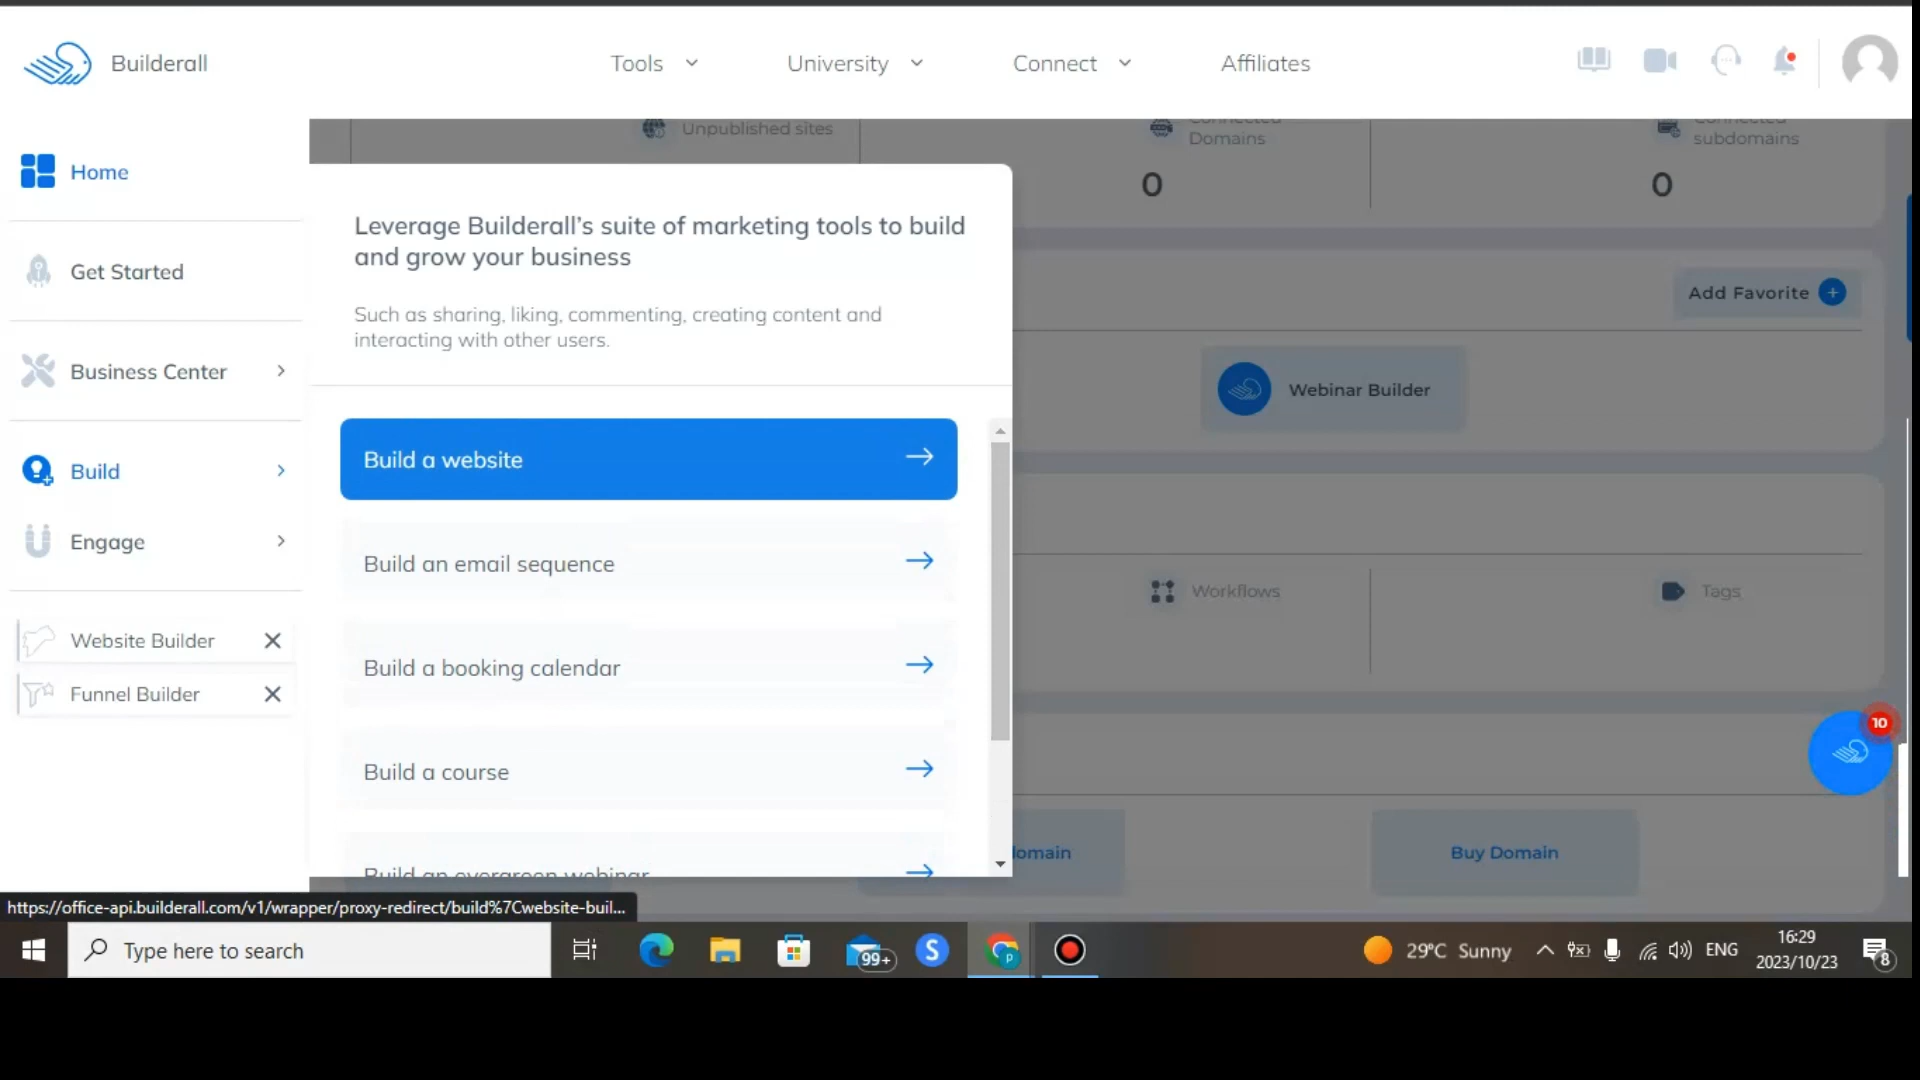 Builderall
Tools
University
Connect
Affiliates
Home
Get Started
Business Center
Build
Engage
Website Builder
Funnel Builder
Unpublished sites
Connected
Domains
0
Connected
subdomains
0
Leverage Builderall's suite of marketing tools to build
and grow your business
Such as sharing, liking, commenting, creating content and
interacting with other users.
Build a website
Build an email sequence
Build a booking calendar
Build a course
Build an evergreen webinar
Add Favorite
Webinar Builder
Workflows
Tags
10
domain
Buy Domain
https://office-api.builderall.com/v1/wrapper/proxy-redirect/build%7Cwebsite-buil...
Type here to search
99+
S
p
29°C Sunny
ENG
16:29
2023/10/23
8